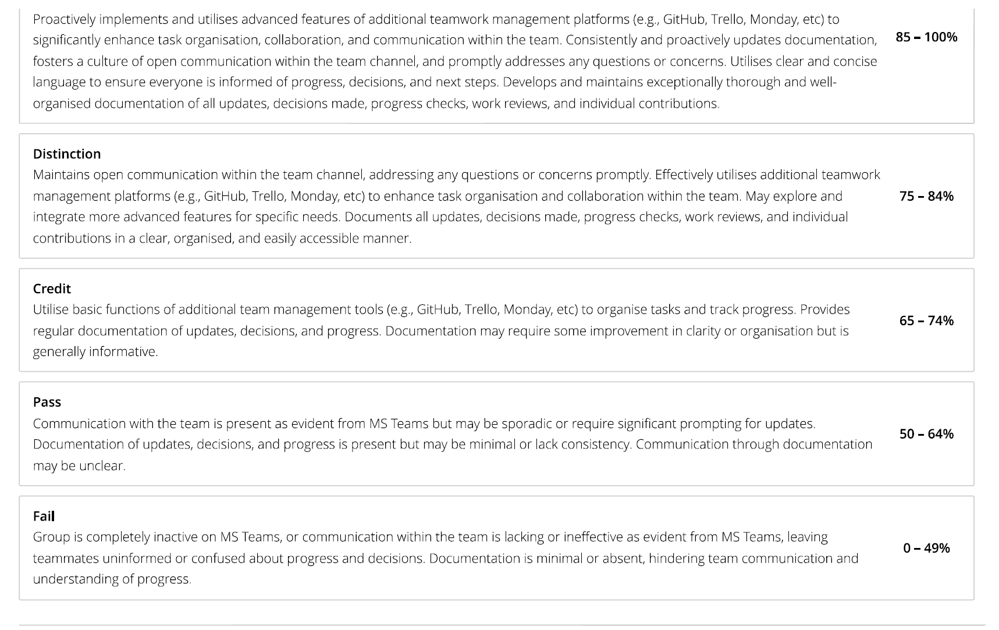 Proactively implements and utilises advanced features of additional teamwork management platforms (e.g., GitHub, Trello, Monday, etc) to
significantly enhance task organisation, collaboration, and communication within the team. Consistently and proactively updates documentation,
85 – 100%
fosters a culture of open communication within the team channel, and promptly addresses any questions or concerns. Utilises clear and concise
language to ensure everyone is informed of progress, decisions, and next steps. Develops and maintains exceptionally thorough and well-
organised documentation of all updates, decisions made, progress checks, work reviews, and individual contributions.
Distinction
Maintains open communication within the team channel, addressing any questions or concerns promptly. Effectively utilises additional teamwork
management platforms (e.g., GitHub, Trello, Monday, etc) to enhance task organisation and collaboration within the team. May explore and
75 – 84%
integrate more advanced features for specific needs. Documents all updates, decisions made, progress checks, work reviews, and individual
contributions in a clear, organised, and easily accessible manner.
Credit
Utilise basic functions of additional team management tools (e.g., GitHub, Trello, Monday, etc) to organise tasks and track progress. Provides
65 – 74%
regular documentation of updates, decisions, and progress. Documentation may require some improvement in clarity or organisation but is
generally informative.
Pass
Communication with the team is present as evident from MS Teams but may be sporadic or require significant prompting for updates.
50 – 64%
Documentation of updates, decisions, and progress is present but may be minimal or lack consistency. Communication through documentation
may be unclear.
Fail
Group is completely inactive on MS Teams, or communication within the team is lacking or ineffective as evident from MS Teams, leaving
0 – 49%
teammates uninformed or confused about progress and decisions. Documentation is minimal or absent, hindering team communication and
understanding of progress.